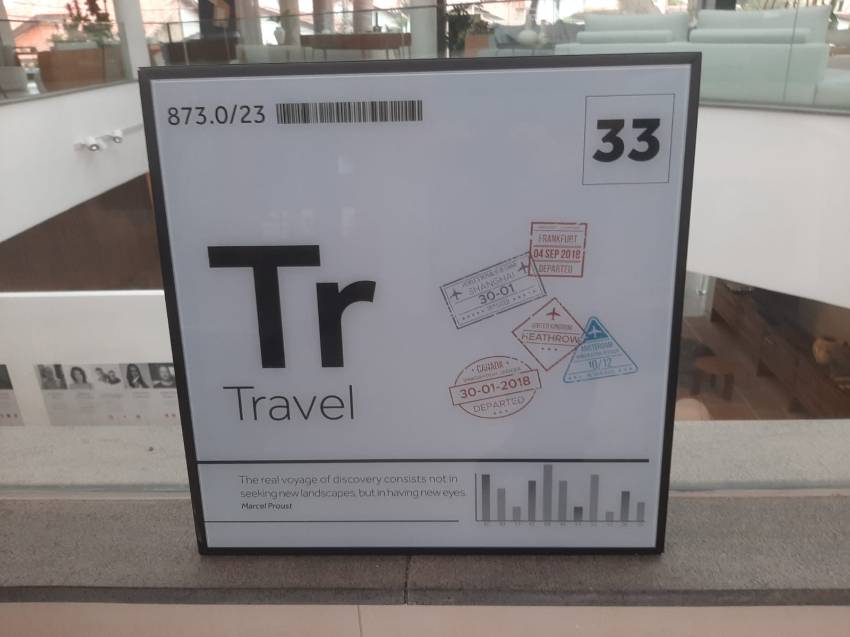 873.0/23
33
Tr
Travel
FRANKFURT
04 SEP 2018
DEPARTED
SHANGHAI
30-01
UNITED KINGDOM
HEATHROW
AMSTERDAM
10/12
CANADA
30-01-2018
DEPARTED
The real voyage of discovery consists not in
seeking new landscapes, but in having new eyes.
Marcel Proust